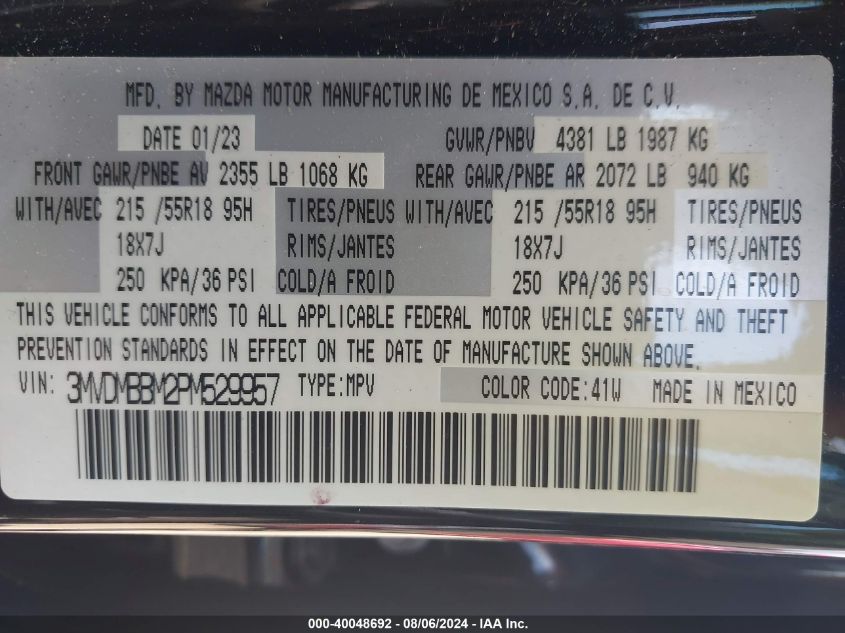 MFD. BY MAZDA MOTOR MANUFACTURING DE MEXICO S.A. DE C.V.
DATE 01/23 GVWR/PNBV 4381 LB 1987 KG
FRONT GAWR/PNBE AV 2355 LB 1068 KG REAR GAWR/PNBE AR 2072 LB 940 KG
WITH/AVEC 215 /55R18 95H TIRES/PNEUS WITH/AVEC 215 /55R18 95H TIRES/PNEUS
18X7J RIMS/JANTES 18X7J RIMS/JANTES
250 KPA/36 PSI COLD/A FROID 250 KPA/36 PSI COLD/A FROID
THIS VEHICLE CONFORMS TO ALL APPLICABLE FEDERAL MOTOR VEHICLE SAFETY AND THEFT
PREVENTION STANDARDS IN EFFECT ON THE DATE OF MANUFACTURE SHOWN ABOVE.
VIN: 3MVDMBBM2PM529957 TYPE:MPV COLOR CODE:41W MADE IN MEXICO
000-40048692 - 08/06/2024 - IAA Inc.